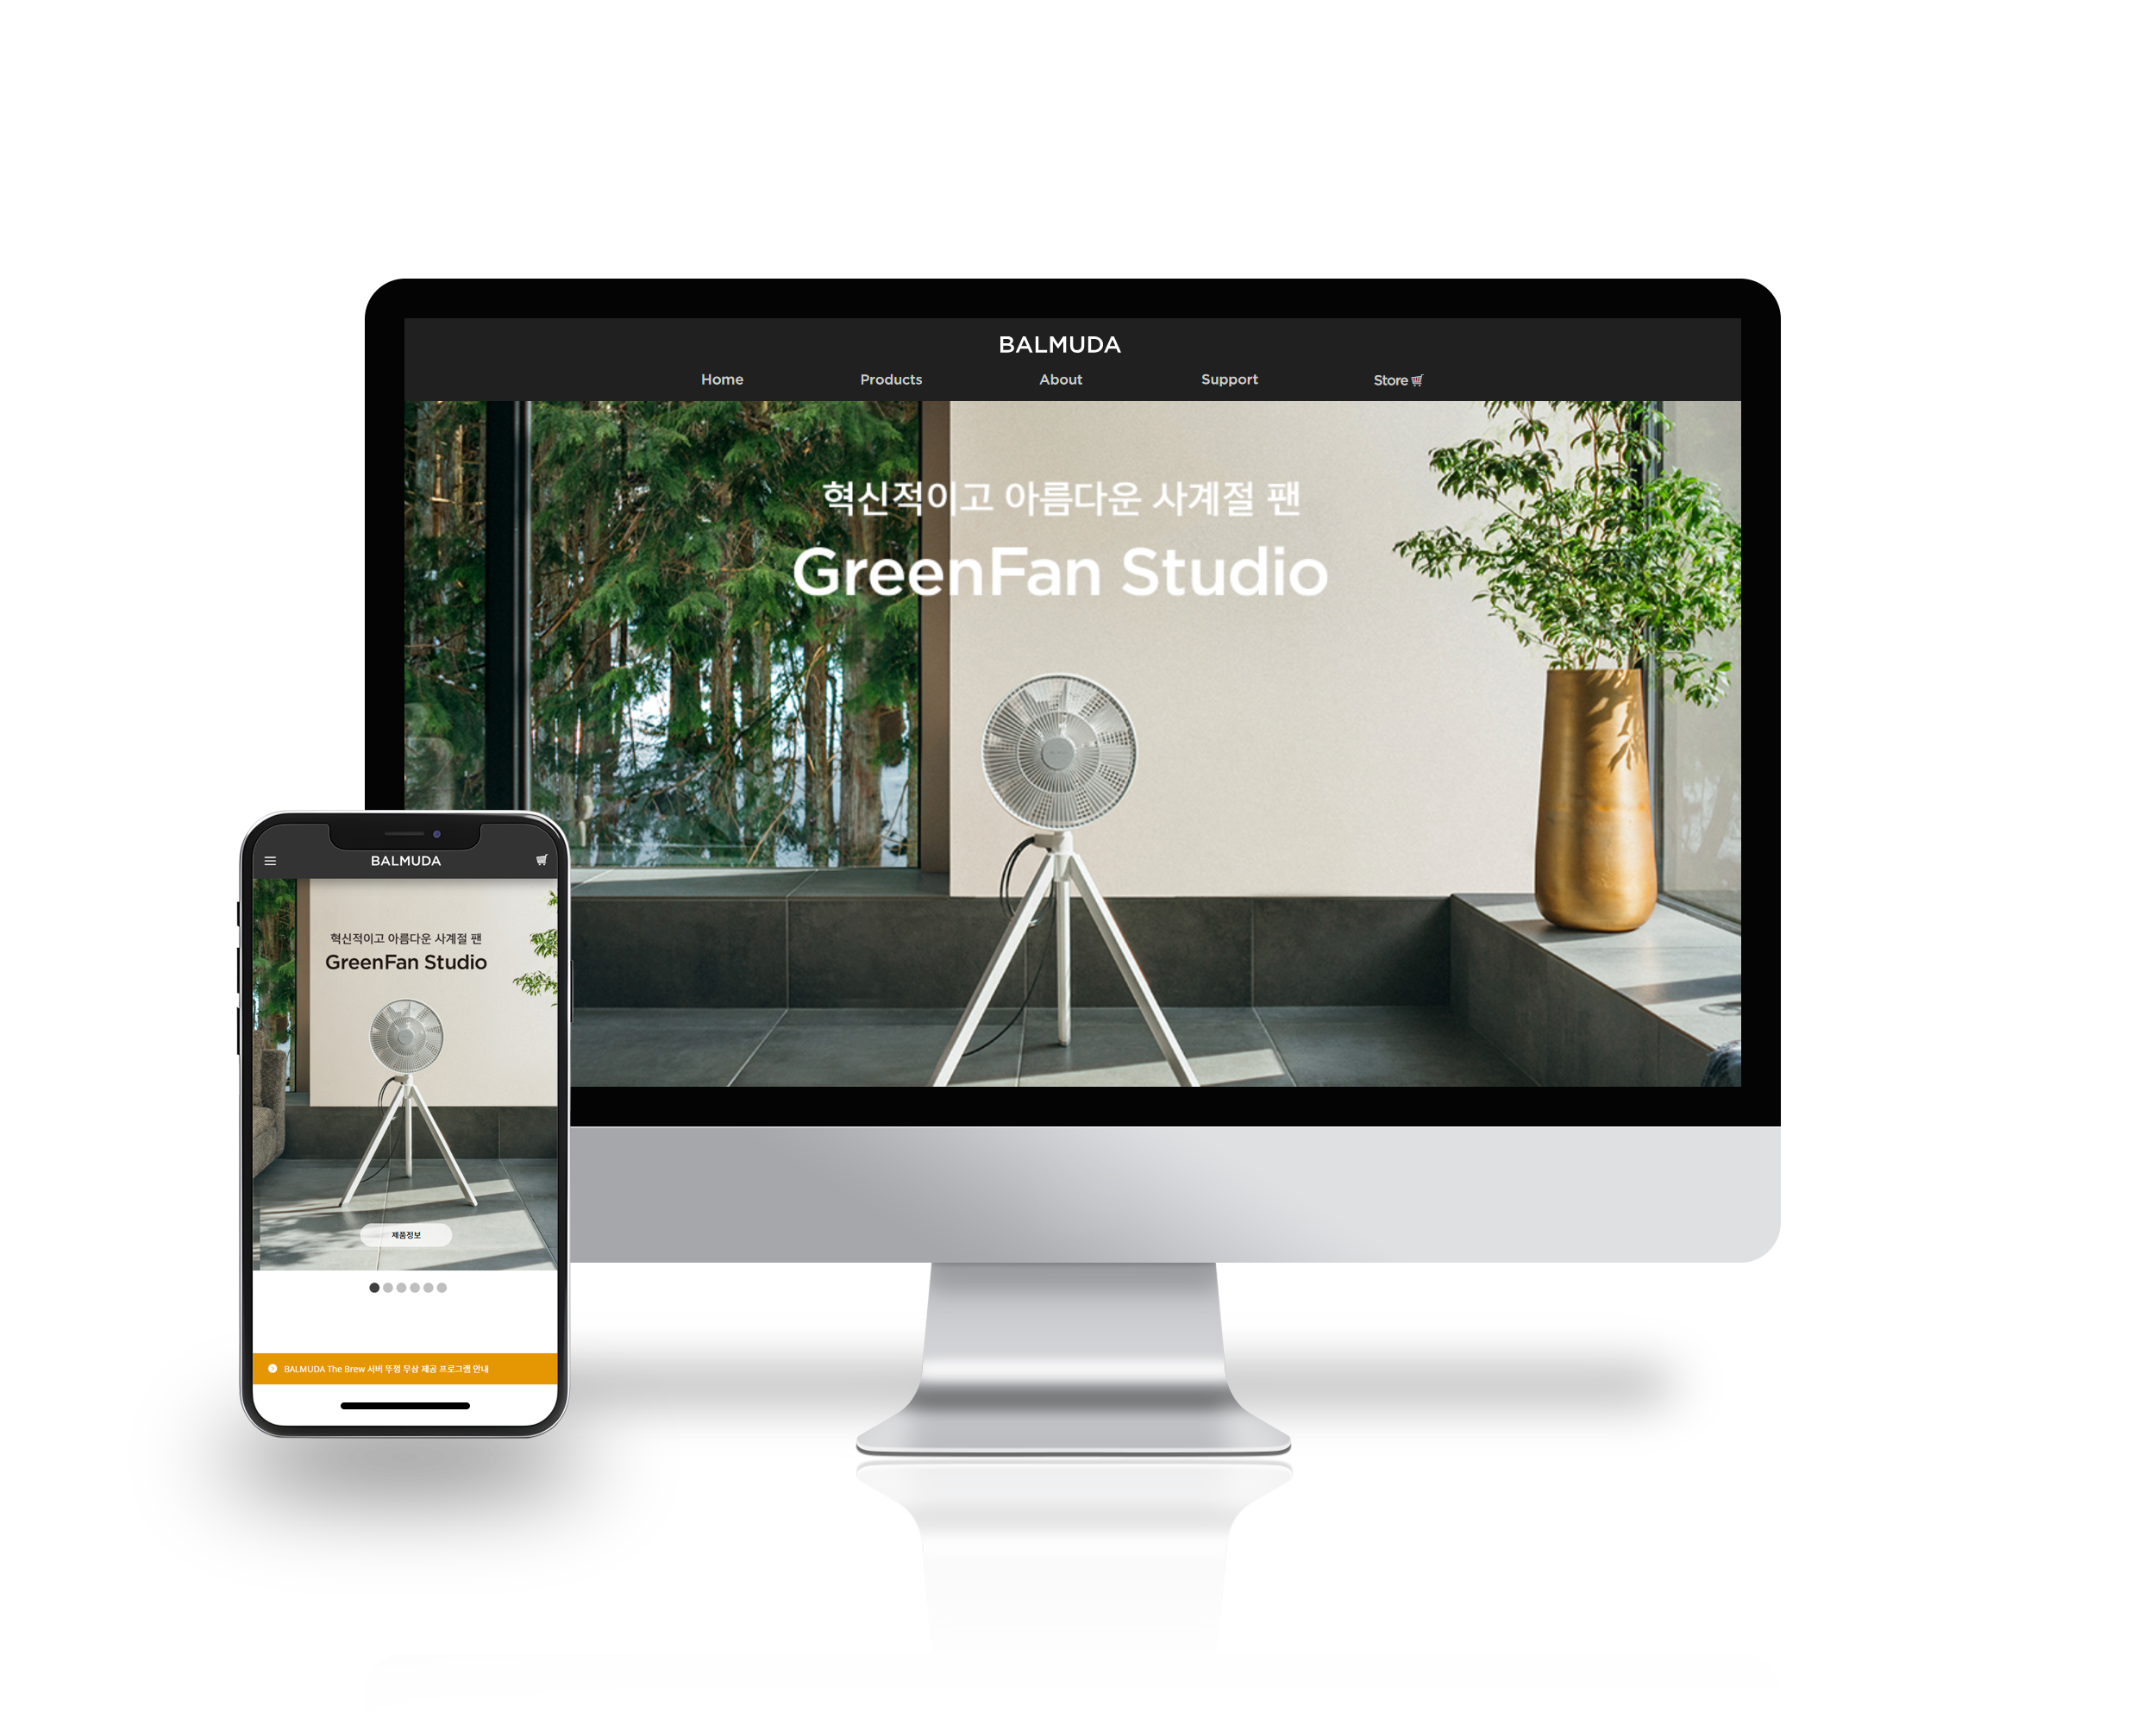 BALMUDA
Home Products About Support Store
혁신적이고 아름다운 사계절 팬
GreenFan Studio
BALMUDA
혁신적이고 아름다운 사계절 팬
GreenFan Studio
제품정보
BALMUDA The Brew 서버 뚜껑 무상 제공 프로그램 안내